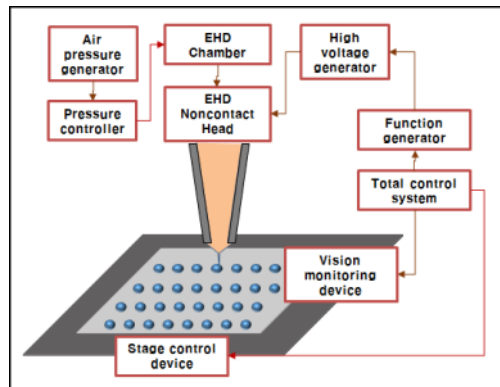 Air
pressure
generator
EHD
Chamber
High
voltage
generator
Pressure
controller
EHD
Noncontact
Head
Function
generator
Total control
system
Vision
monitoring
device
Stage control
device